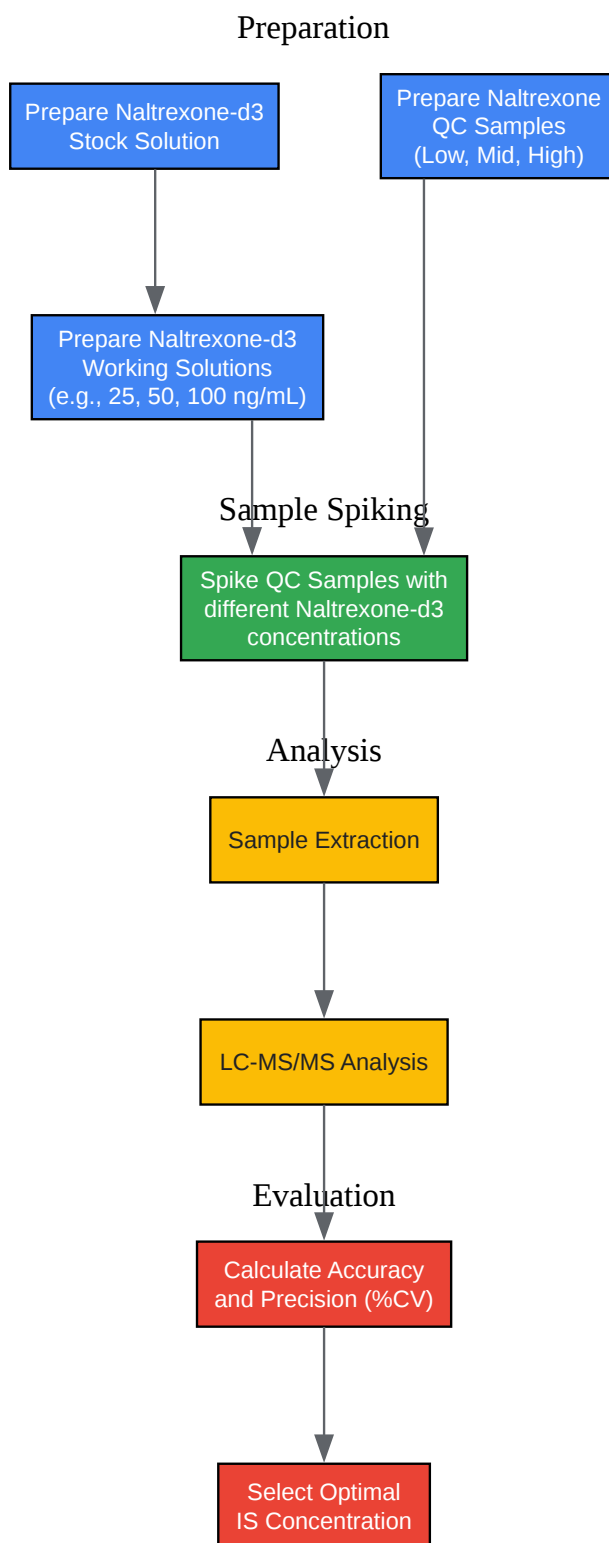 Preparation
Prepare Naltrexone-d3
Stock Solution
Prepare Naltrexone
QC Samples
(Low, Mid, High)
Prepare Naltrexone-d3
Working Solutions
(e.g., 25, 50, 100 ng/mL)
Sample Spiking
Spike QC Samples with
different Naltrexone-d3
concentrations
Analysis
Sample Extraction
LC-MS/MS Analysis
Evaluation
Calculate Accuracy
and Precision (%CV)
Select Optimal
IS Concentration